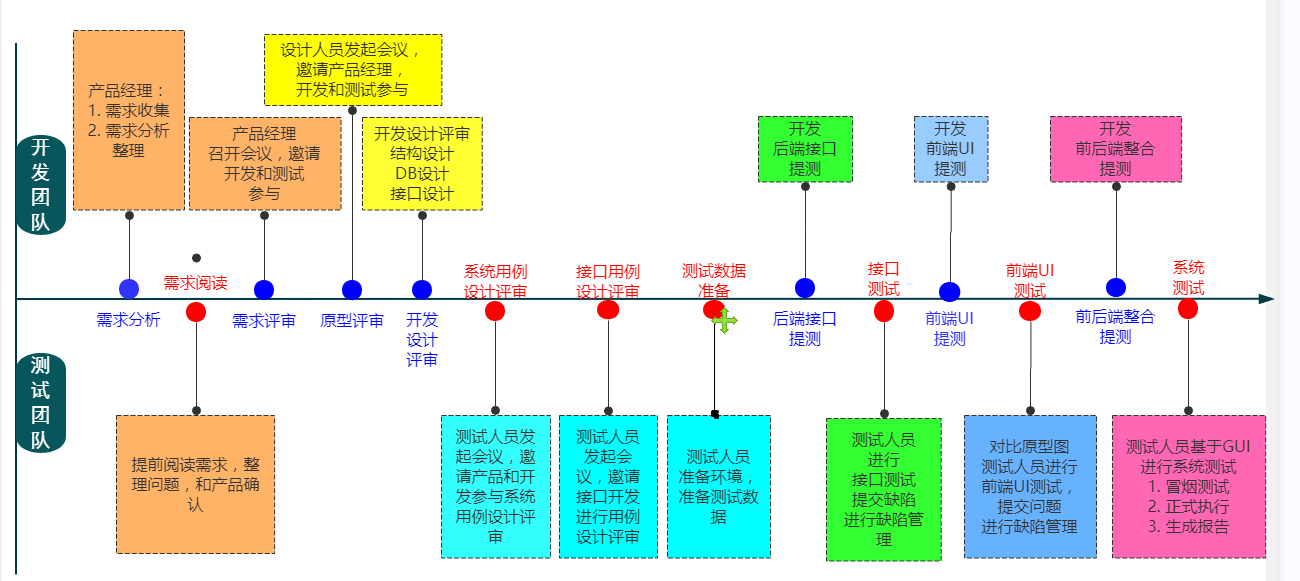 产品经理：
1. 需求收集
2. 需求分析
整理
产品经理
召开会议，邀请
开发和测试
参与
设计人员发起会议，
邀请产品经理，
开发和测试参与
开发设计评审
结构设计
DB设计
接口设计
开发
后端接口
提测
开发
前端UI
提测
开发
前后端整合
提测
开
发
团
队
需求分析
需求阅读
需求评审
原型评审
开发
设计
评审
系统用例
设计评审
接口用例
设计评审
测试数据
准备
后端接口
提测
接口
测试
前端UI
提测
前端UI
测试
前后端整合
提测
系统
测试
测
试
团
队
提前阅读需求，整
理问题，和产品确
认
测试人员发
起会议，邀
请产品和开
发参与系统
用例设计评
审
测试人员
发起会
议，邀请
接口开发
进行用例
设计评审
测试人员
准备环境，
准备测试数
据
测试人员
进行
接口测试
提交缺陷
进行缺陷管
理
对比原型图
测试人员进行
前端UI测试，
提交问题
进行缺陷管理
测试人员基于GUI
进行系统测试
1. 冒烟测试
2. 正式执行
3. 生成报告